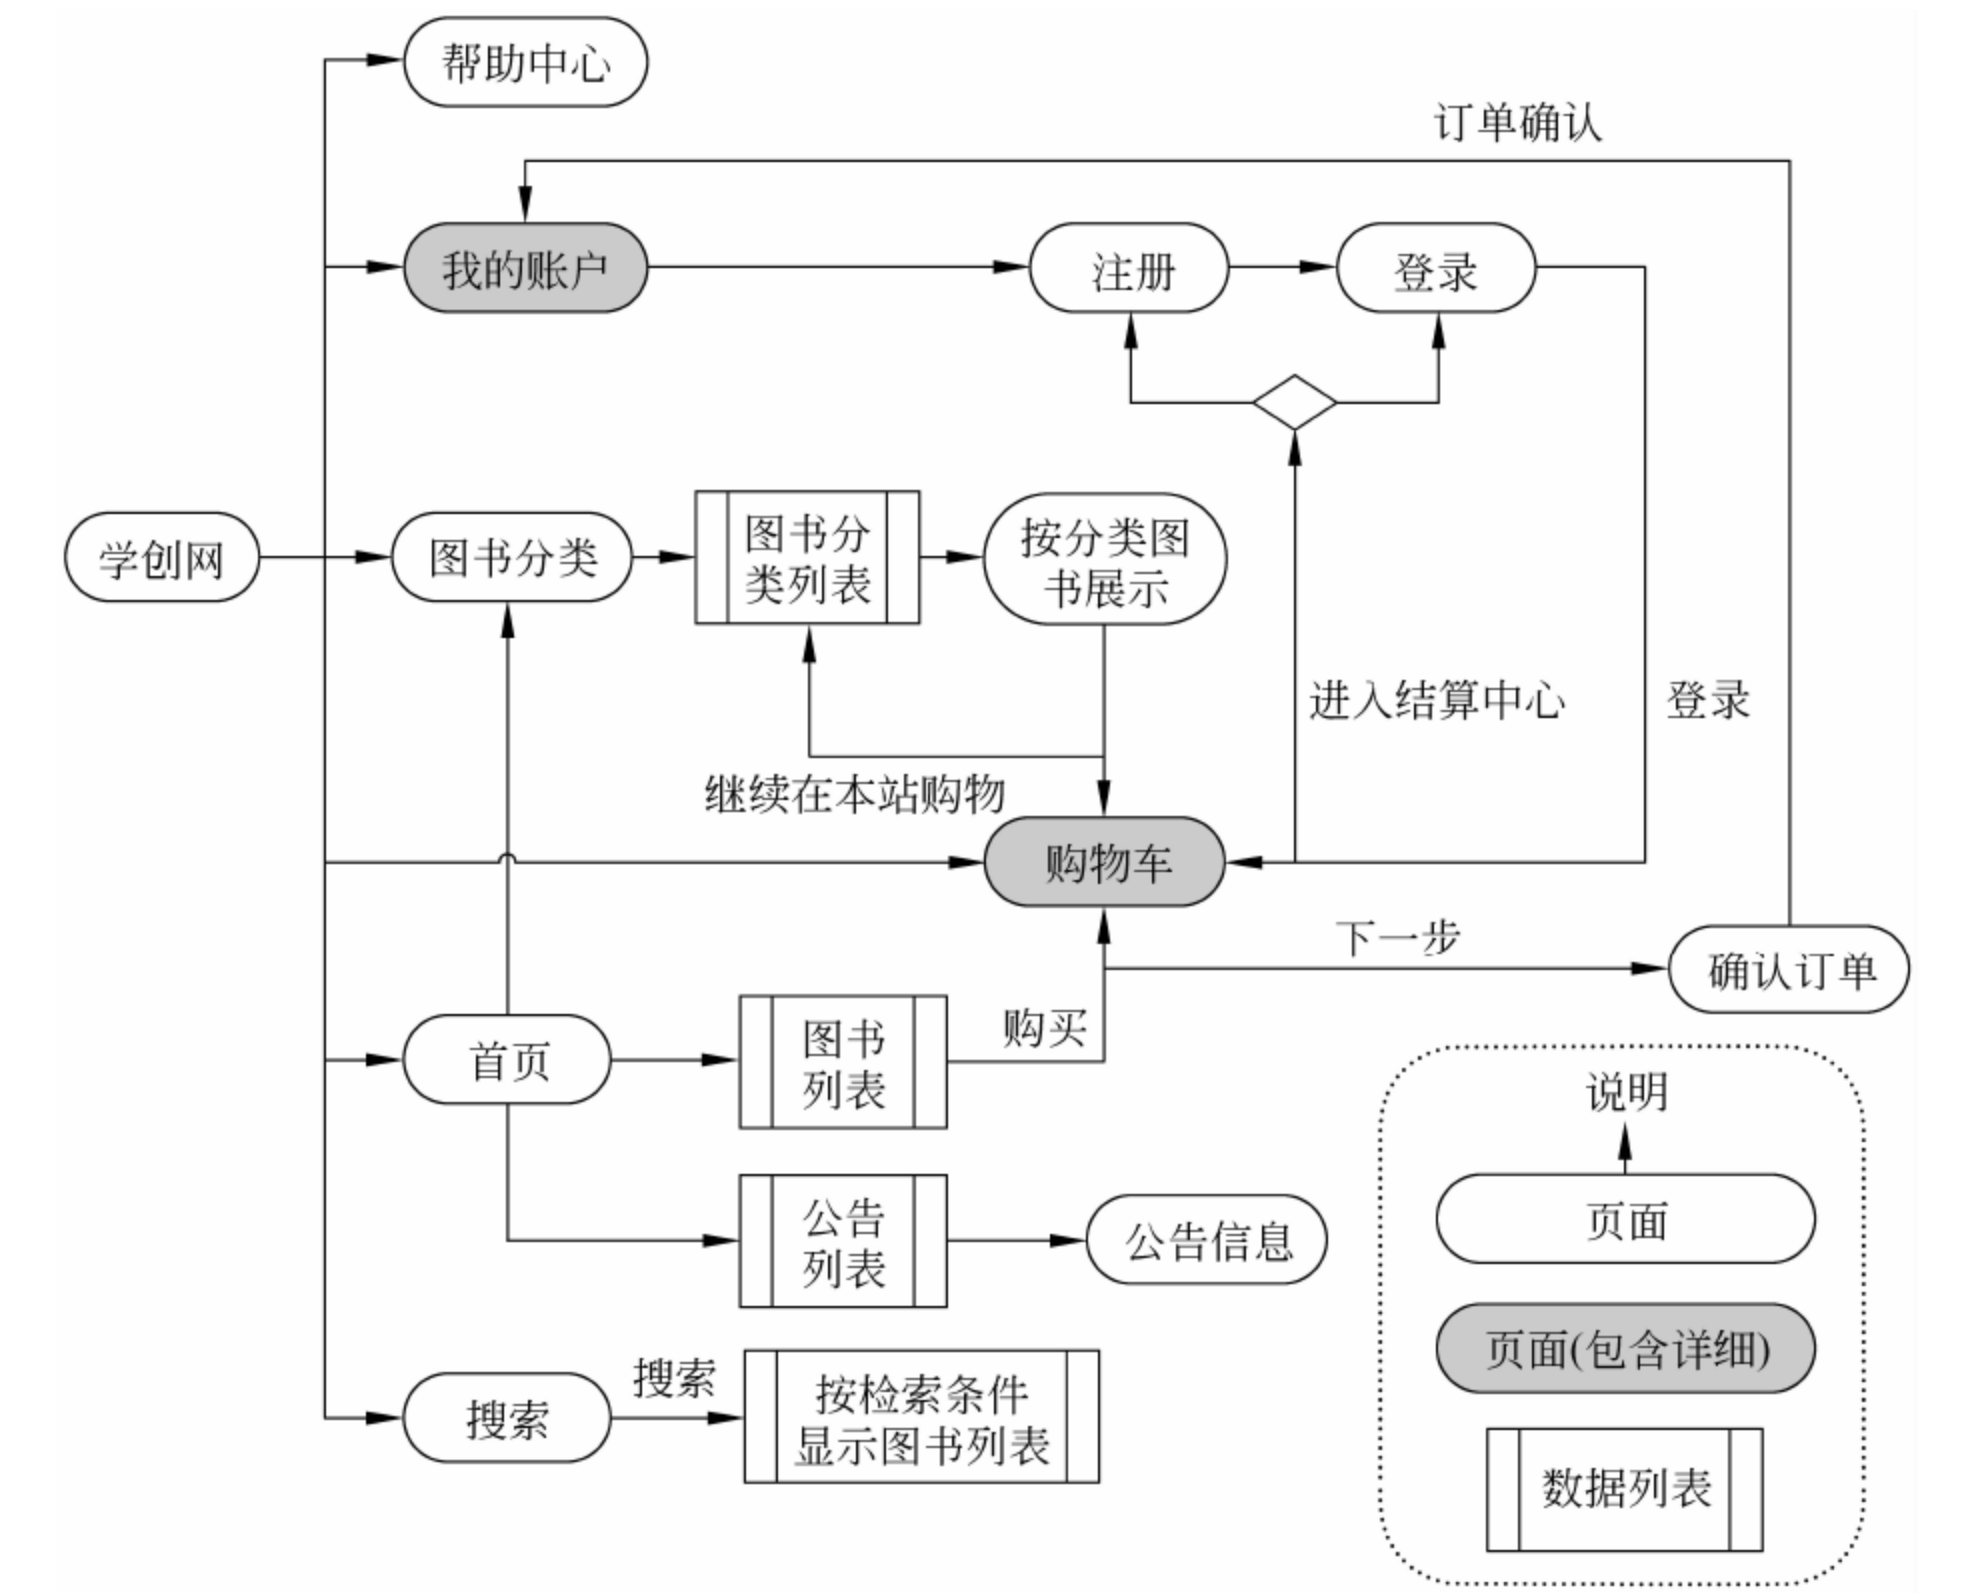 帮助中心
订单确认
我的账户
注册
登录
学创网
图书分类
图书分
类列表
按分类图
书展示
进入结算中心
登录
继续在本站购物
购物车
下一步
确认订单
首页
图书
列表
购买
说明
页面
公告
列表
公告信息
页面(包含详细)
搜索
搜索
按检索条件
显示图书列表
数据列表